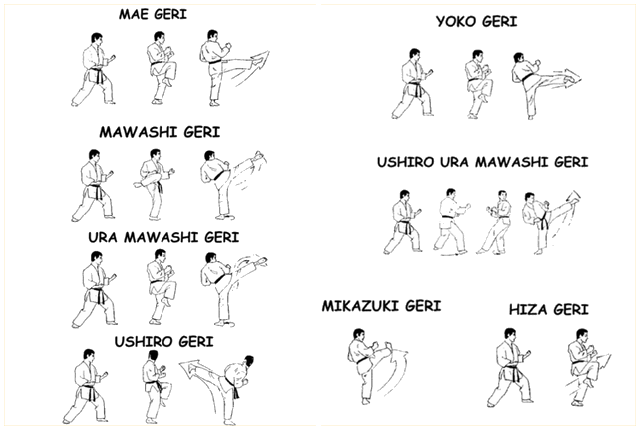 MAE GERI
MAWASHI GERI
URA MAWASHI GERI
USHIRO GERI
YOKO GERI
USHIRO URA MAWASHI GERI
MIKAZUKI GERI
HIZA GERI